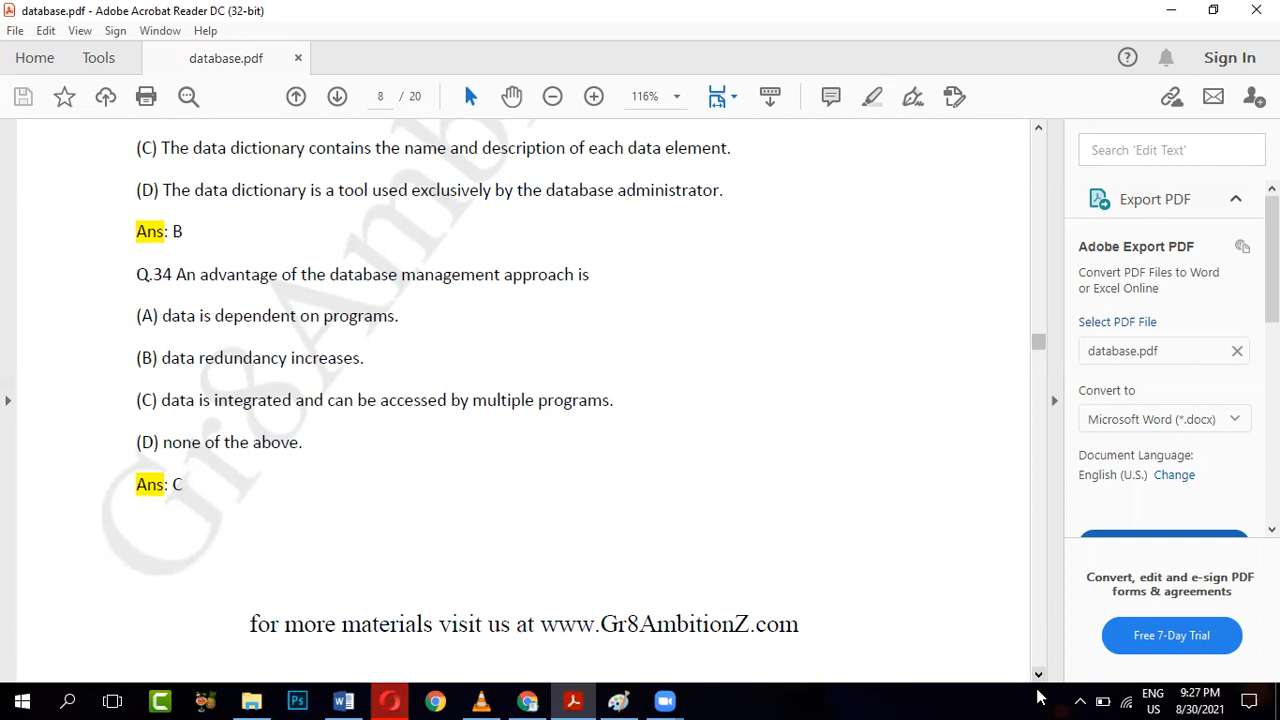 database.pdf - Adobe Acrobat Reader DC (32-bit)
File Edit View Sign Window Help
Home Tools database.pdf × Sign In
8 / 20 116%
(C) The data dictionary contains the name and description of each data element.
(D) The data dictionary is a tool used exclusively by the database administrator.
Ans: B
Q.34 An advantage of the database management approach is
(A) data is dependent on programs.
(B) data redundancy increases.
(C) data is integrated and can be accessed by multiple programs.
(D) none of the above.
Ans: C
for more materials visit us at www.Gr8AmbitionZ.com
Gr8Amb
Search 'Edit Text'
Export PDF
Adobe Export PDF
Convert PDF Files to Word
or Excel Online
Select PDF File
database.pdf
Convert to
Microsoft Word (*.docx)
Document Language:
English (U.S.) Change
Convert, edit and e-sign PDF
forms & agreements
Free 7-Day Trial
ENG 9:27 PM
US 8/30/2021